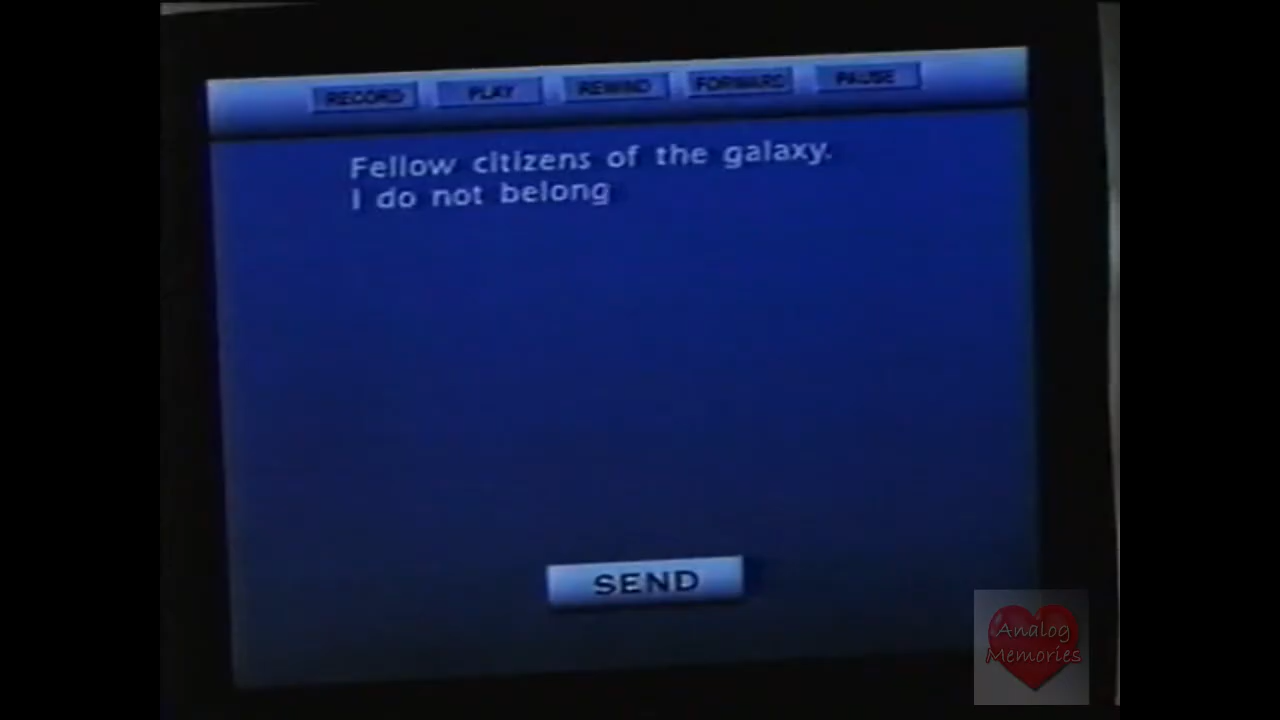 RECORD PLAY REWIND FORWARD PAUSE
Fellow citizens of the galaxy.
I do not belong
SEND
Analog
Memories